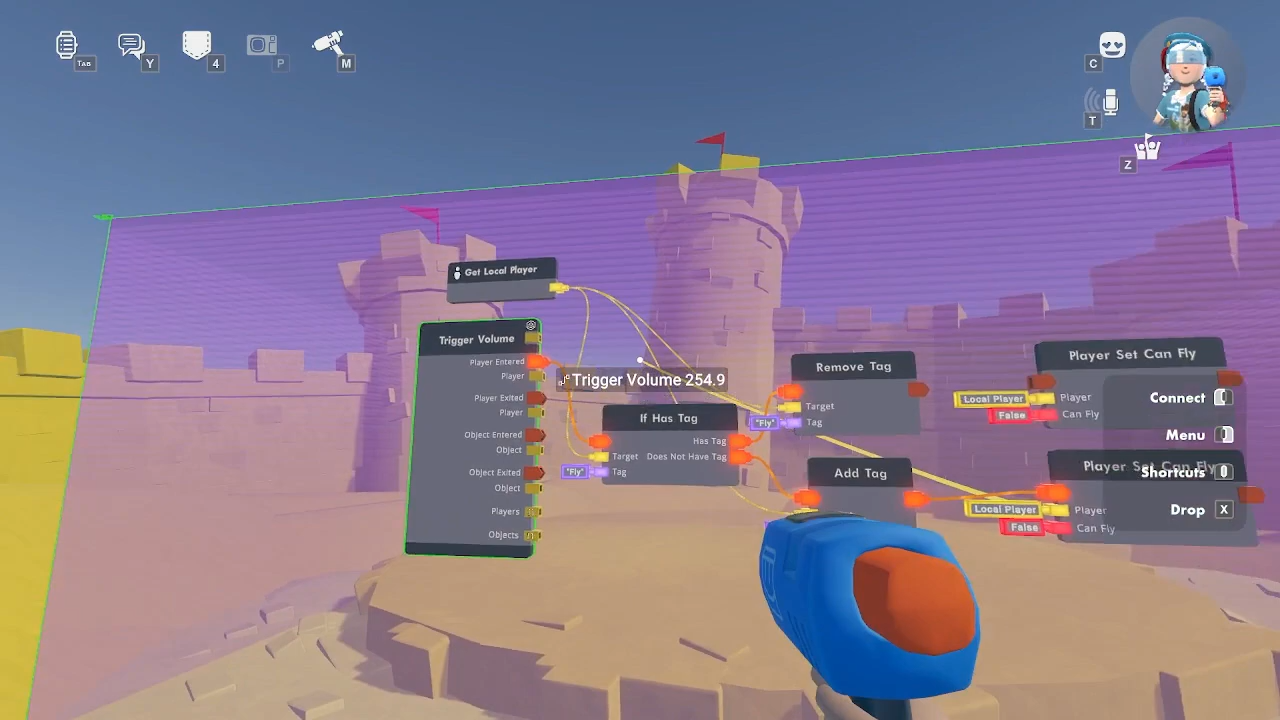 TAB
Y
4
P
M
C
T
Z
Get Local Player
Trigger Volume
Player Entered
Player
Player Exited
Player
Object Entered
Object
Object Exited
Object
Players
Objects
Trigger Volume 254.9
If Has Tag
Has Tag
Target
Does Not Have Tag
"Fly"
Tag
Remove Tag
Target
"Fly"
Tag
Add Tag
Player Set Can Fly
Local Player
Player
False
Can Fly
Player Set Can Fly
Local Player
Player
False
Can Fly
Connect
Menu
Shortcuts
Drop
X